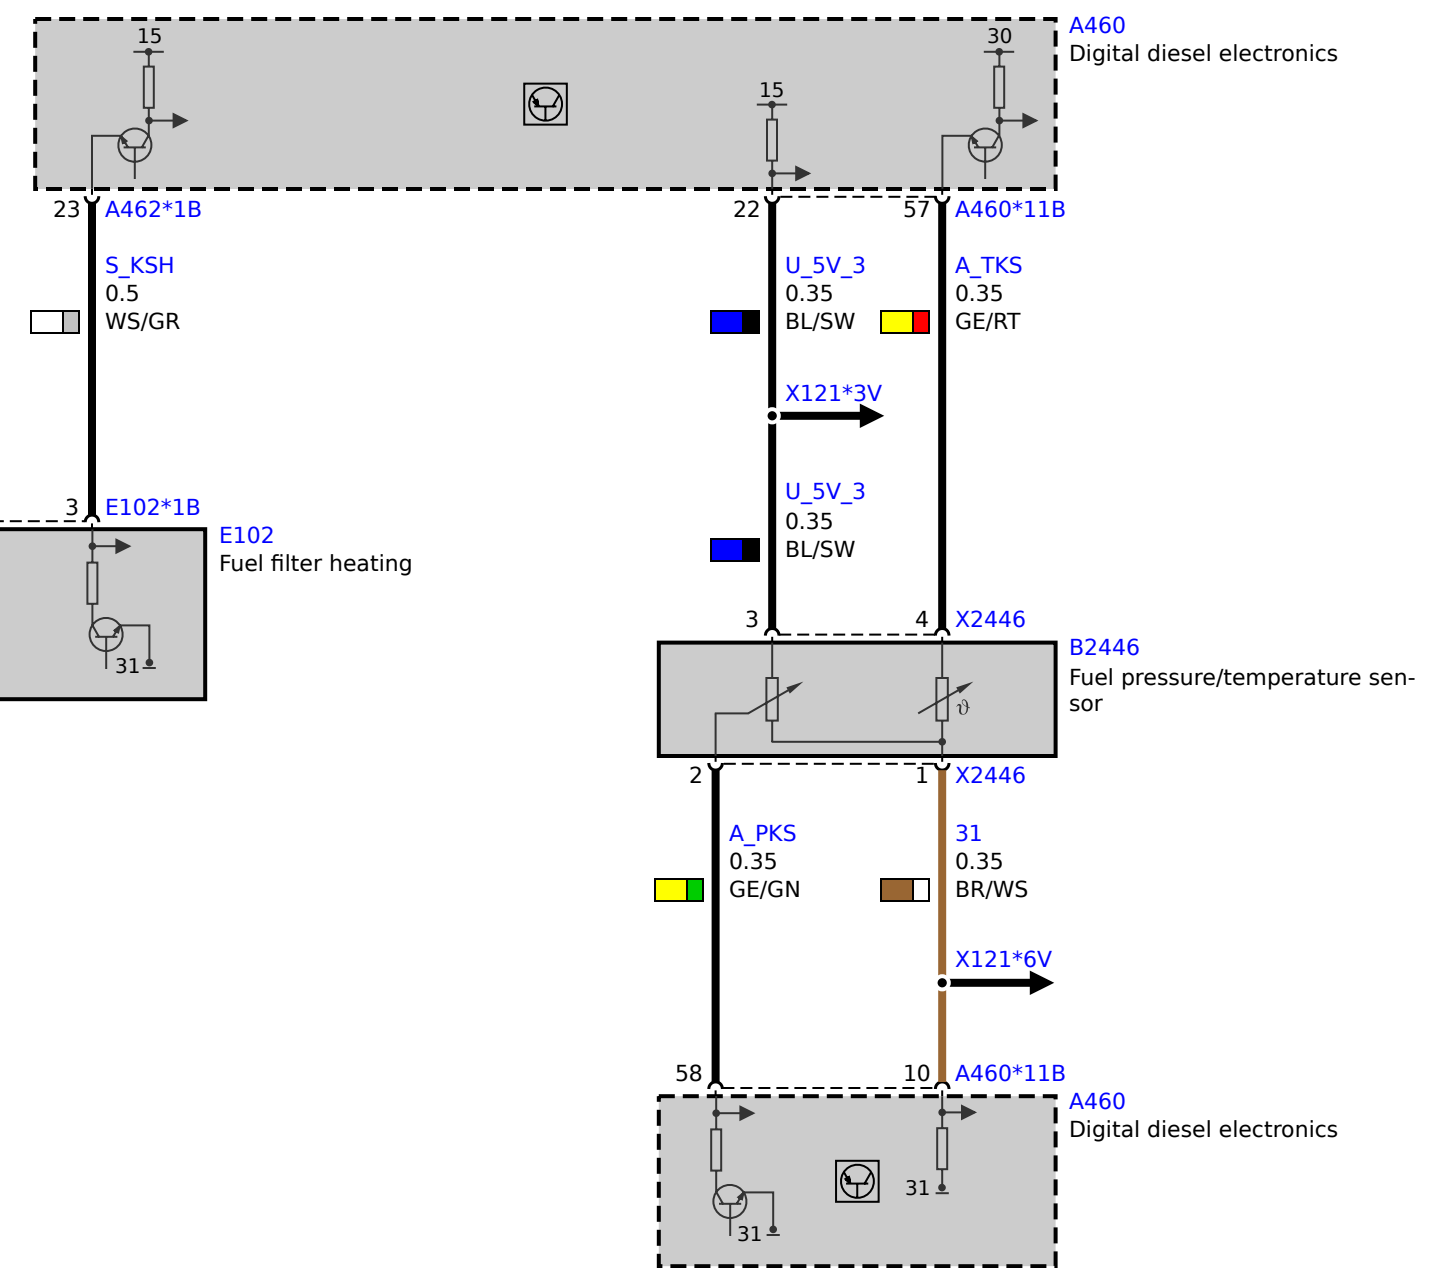 A460
Digital diesel electronics
15
30
15
23
A462*1B
22
57
A460*11B
S_KSH
0.5
WS/GR
U_5V_3
0.35
BL/SW
A_TKS
0.35
GE/RT
X121*3V
U_5V_3
0.35
BL/SW
3
E102*1B
E102
Fuel filter heating
31
3
4
X2446
B2446
Fuel pressure/temperature sen-
sor
ϑ
2
1
X2446
A_PKS
0.35
GE/GN
31
0.35
BR/WS
X121*6V
58
10
A460*11B
A460
Digital diesel electronics
31
31